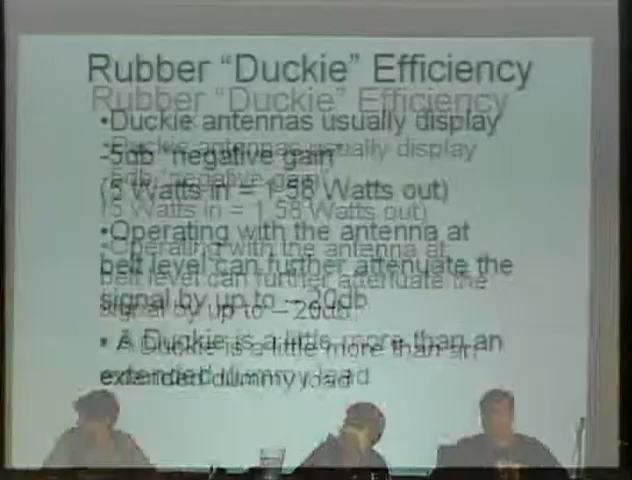 Rubber “Duckie” Efficiency
•Duckie antennas usually display
-5db “negative gain”
(5 Watts in = 1.58 Watts out)
•Operating with the antenna at
belt level can further attenuate the
signal by up to – 20db
• A Duckie is a little more than an
extended dummy load